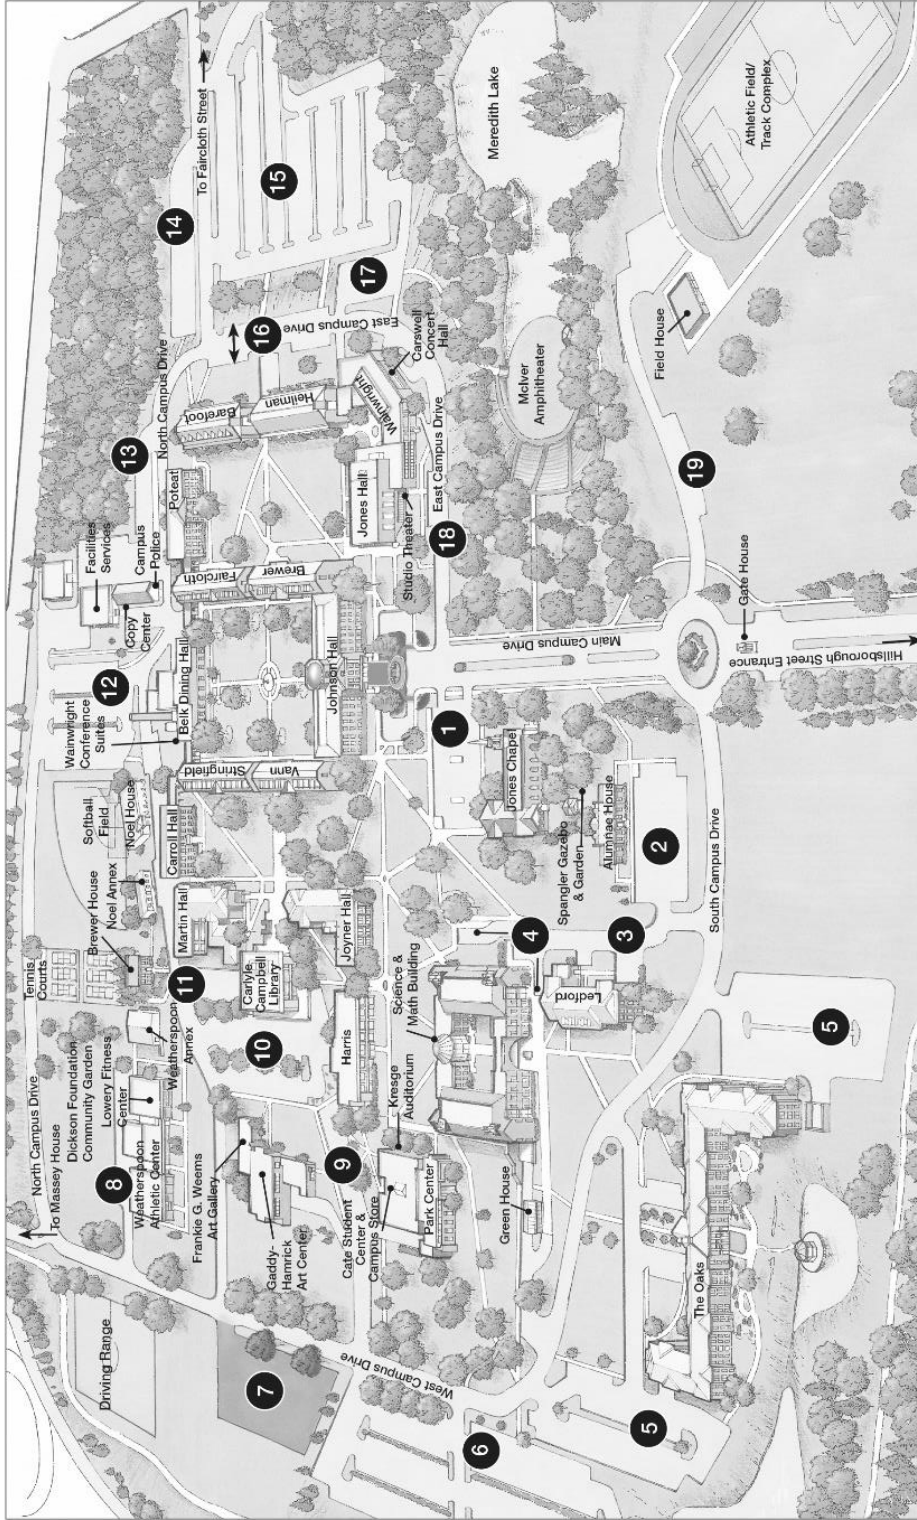 North Campus Drive
To Massey House
Driving Range
Dickson Foundation
Community Garden
Lowery Fitness
Center
Weatherspoon
Athletic Center
Weatherspoon
Annex
Tennis
Courts
Brewer House
Noel Annex
Softball
Field
Noel House
Wainwright
Conference
Suites
Copy
Center
Facilities
Services
Campus
Police
North Campus Drive
To Faircloth Street
8
11
12
13
14
15
7
Frankie G. Weems
Art Gallery
Gaddy-
Hamrick
Art Center
10
Martin Hall
Carlyle
Campbell
Library
Carroll Hall
Stringfield
Vann
Belk Dining Hall
Faircloth
Brewer
Poteat
Barefoot
Heilman
16
East Campus Drive
17
9
Cate Student
Center &
Campus Store
Harris
Joyner Hall
Johnson Hall
Jones Hall
Wainwright
Carswell
Concert
Hall
Studio Theater
East Campus Drive
West Campus Drive
Kresge
Auditorium
Park Center
Science &
Math Building
1
18
6
Green House
4
Jones Chapel
Main Campus Drive
McIver
Amphitheater
Meredith Lake
Ledford
3
Spangler Gazebo
& Garden
Alumnae House
2
5
The Oaks
5
South Campus Drive
Gate House
19
Field House
Athletic Field/
Track Complex
Hillsborough Street Entrance